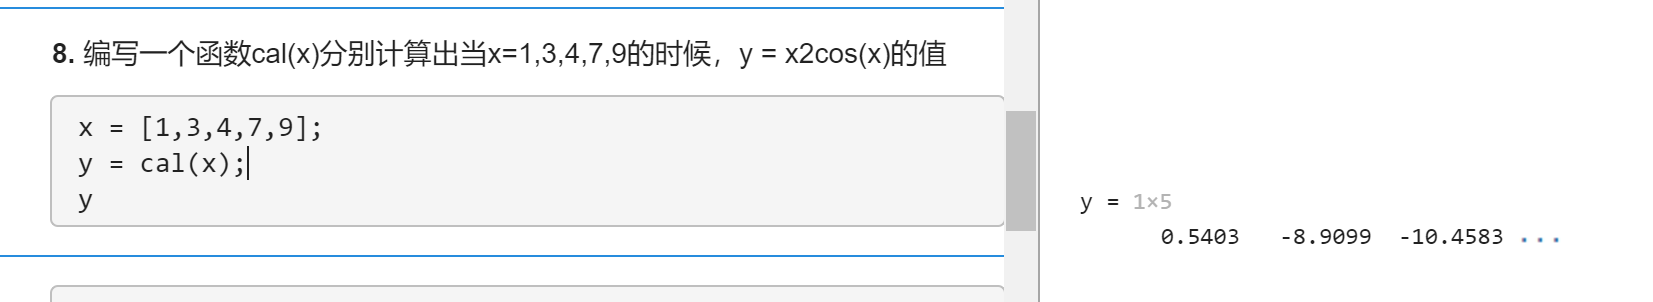 8. 编写一个函数cal(x)分别计算出当x=1,3,4,7,9的时候，y = x2cos(x)的值
x = [1,3,4,7,9];
y = cal(x);
y
y = 1×5
0.5403 -8.9099 -10.4583 ...